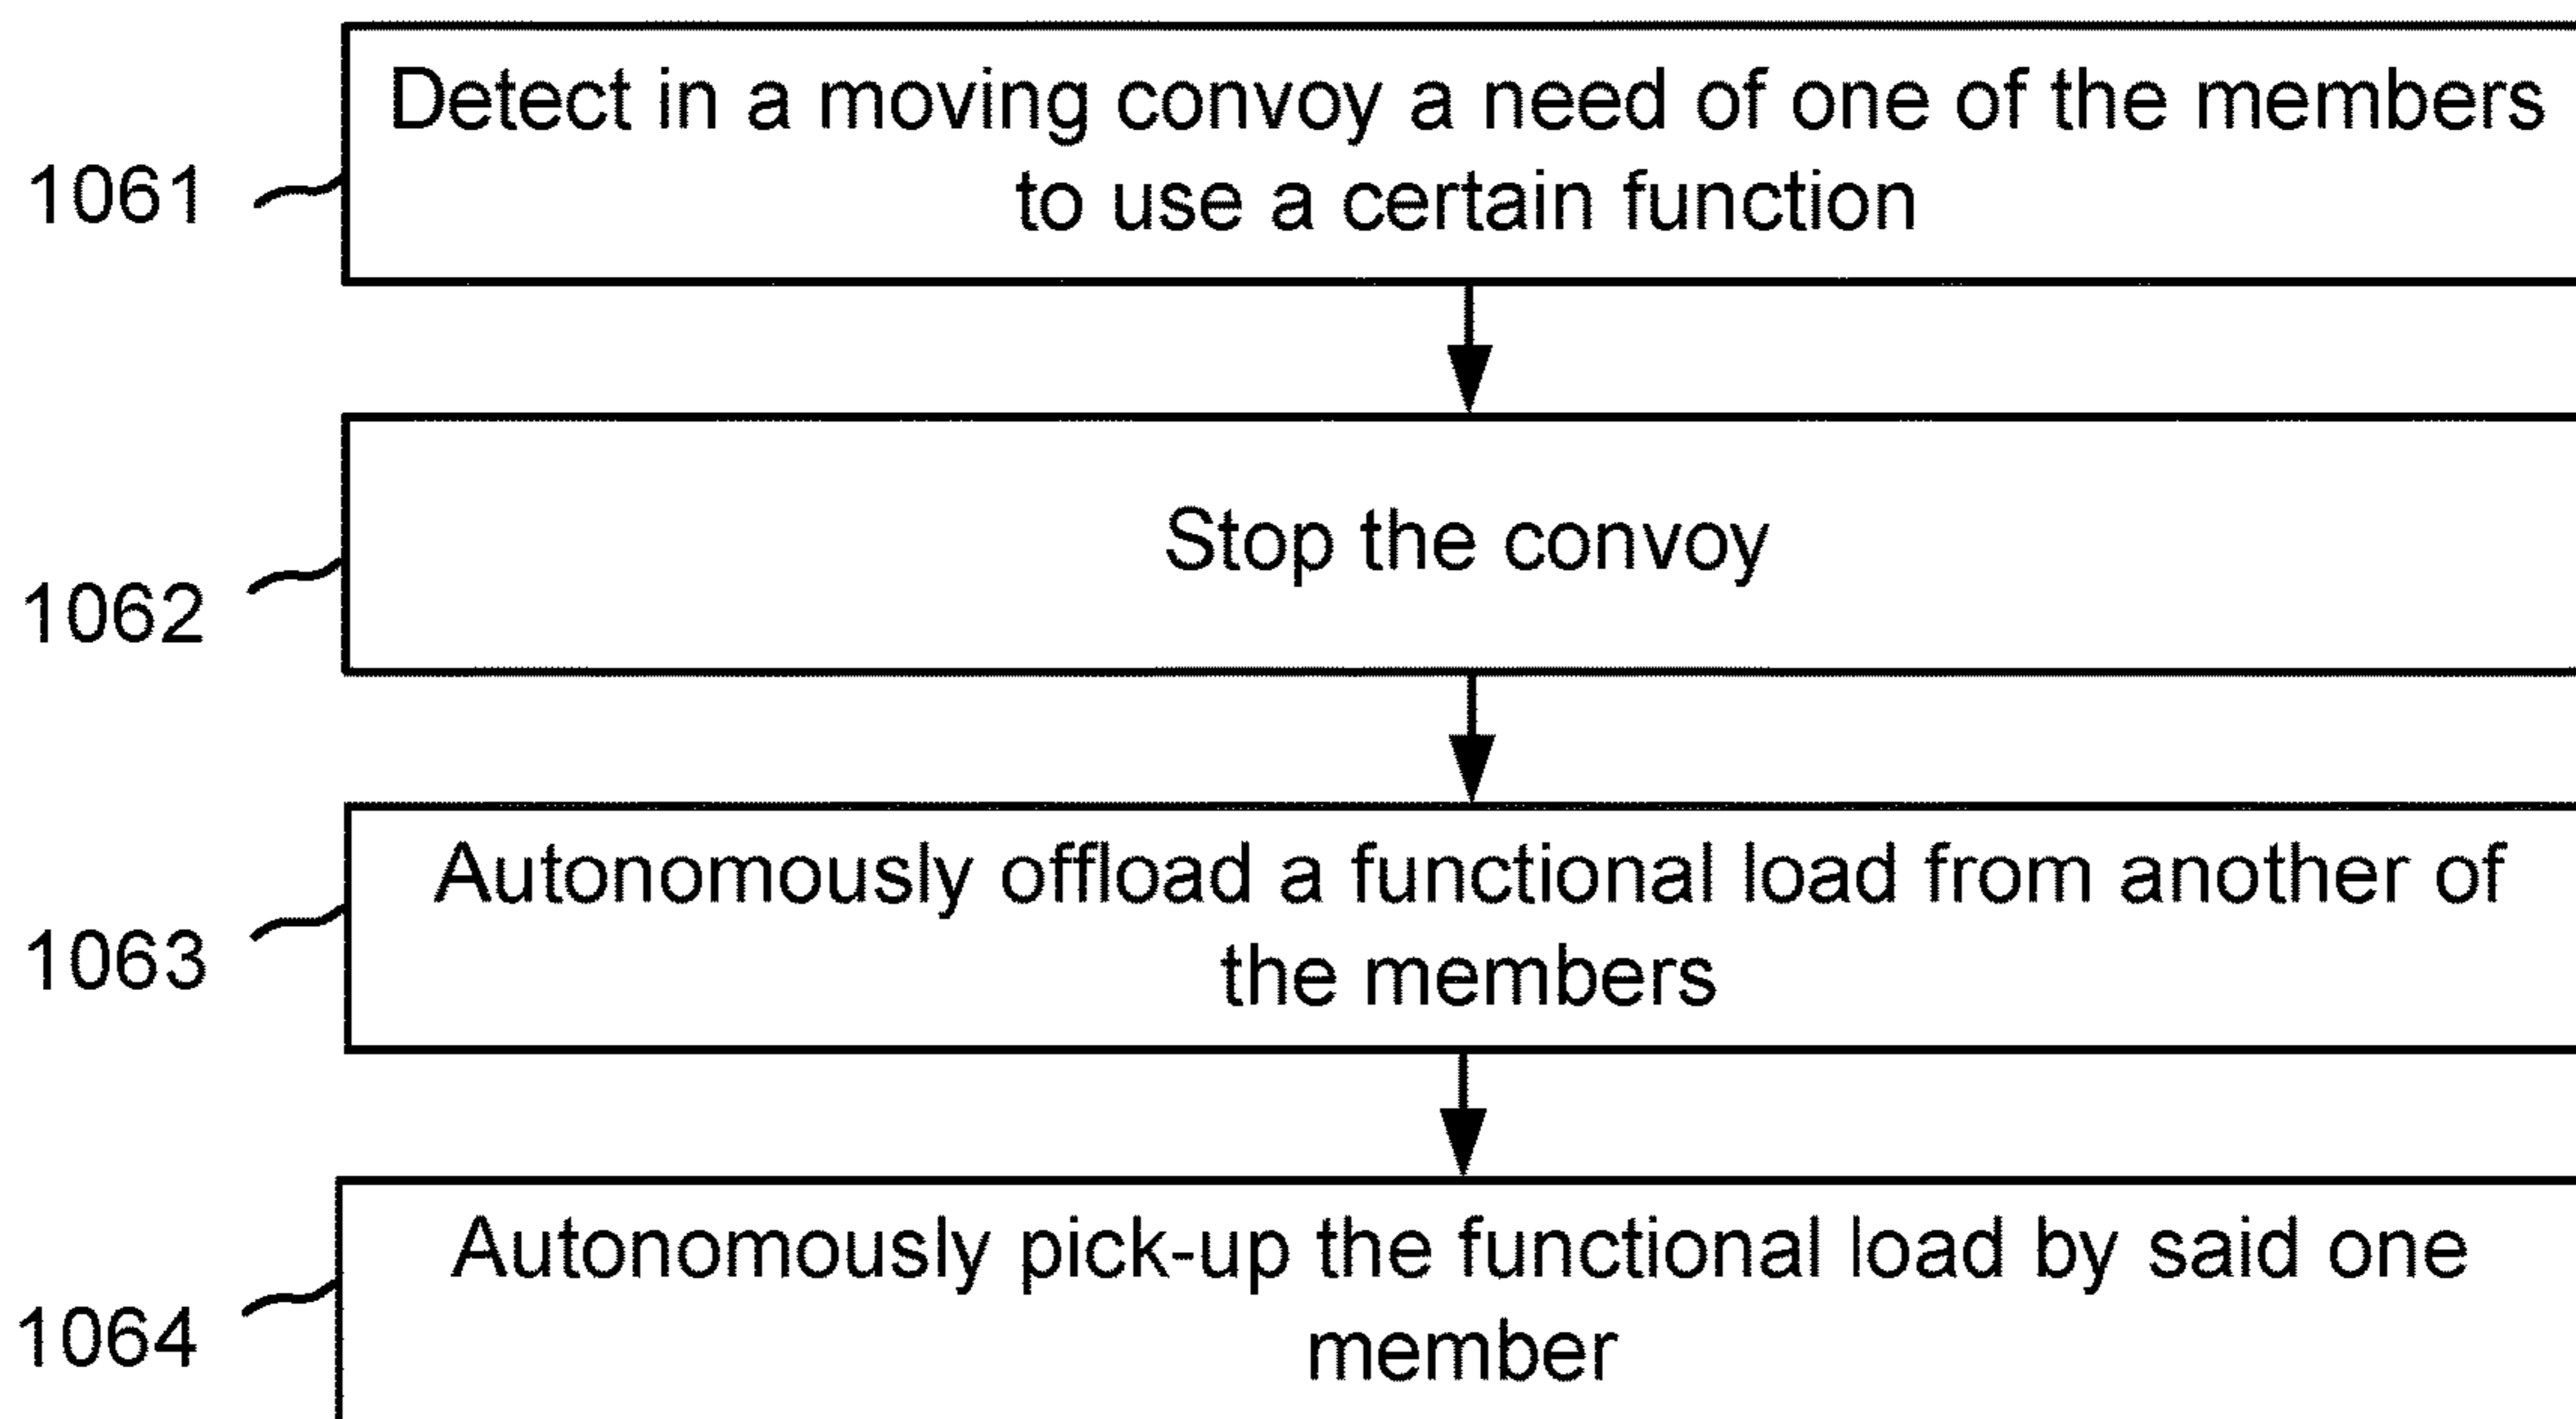 Detect in a moving convoy a need of one of the members
to use a certain function
1061
Stop the convoy
1062
Autonomously offload a functional load from another of
the members
1063
Autonomously pick-up the functional load by said one
member
1064